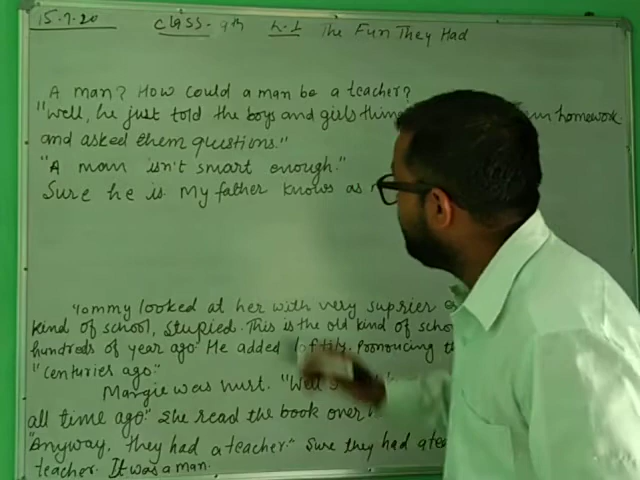 15.7.20 Class - 9th L-1 The Fun They Had
A man? How could a man be a teacher?
"Well, he just told the boys and girls homework
and asked them questions."
"A man isn't smart enough."
Sure he is. My father knows as
Tommy looked at her with very suprier
kind of school, stupied. This is the old kind of
hundreds of year ago. He added loftily. Pronoucing
"centuries ago."
Margie was hurt. "Well
all time ago." She read the book over
"Anyway, they had a teacher." Sure they had a
teacher. It was a man.